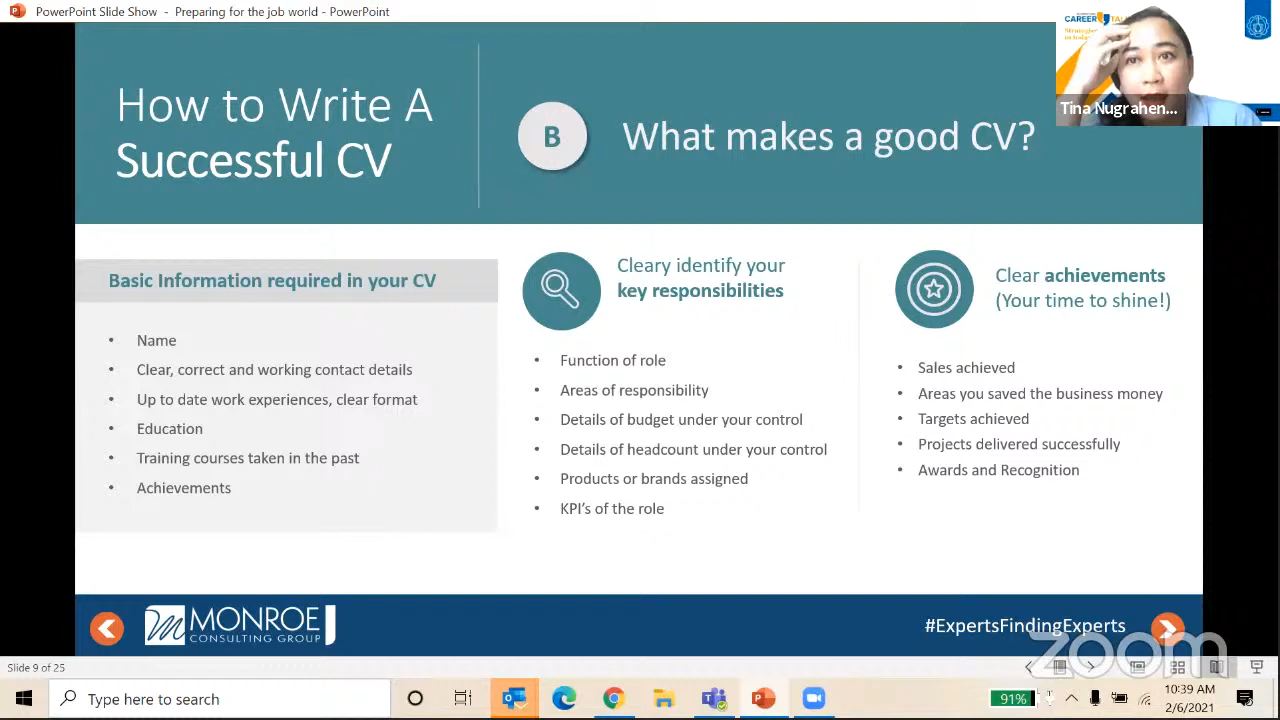 PowerPoint Slide Show - Preparing for the job world - PowerPoint
CAREER
Tina Nugrahen...
How to Write A
Successful CV
B
What makes a good CV?
Basic Information required in your CV
• Name
• Clear, correct and working contact details
• Up to date work experiences, clear format
• Education
• Training courses taken in the past
• Achievements
Cleary identify your
key responsibilities
• Function of role
• Areas of responsibility
• Details of budget under your control
• Details of headcount under your control
• Products or brands assigned
• KPI's of the role
Clear achievements
(Your time to shine!)
• Sales achieved
• Areas you saved the business money
• Targets achieved
• Projects delivered successfully
• Awards and Recognition
MONROE
CONSULTING GROUP
#ExpertsFindingExperts
zoom
Slide 9 of 25
Type here to search
91%
10:39 AM
2/6/2021